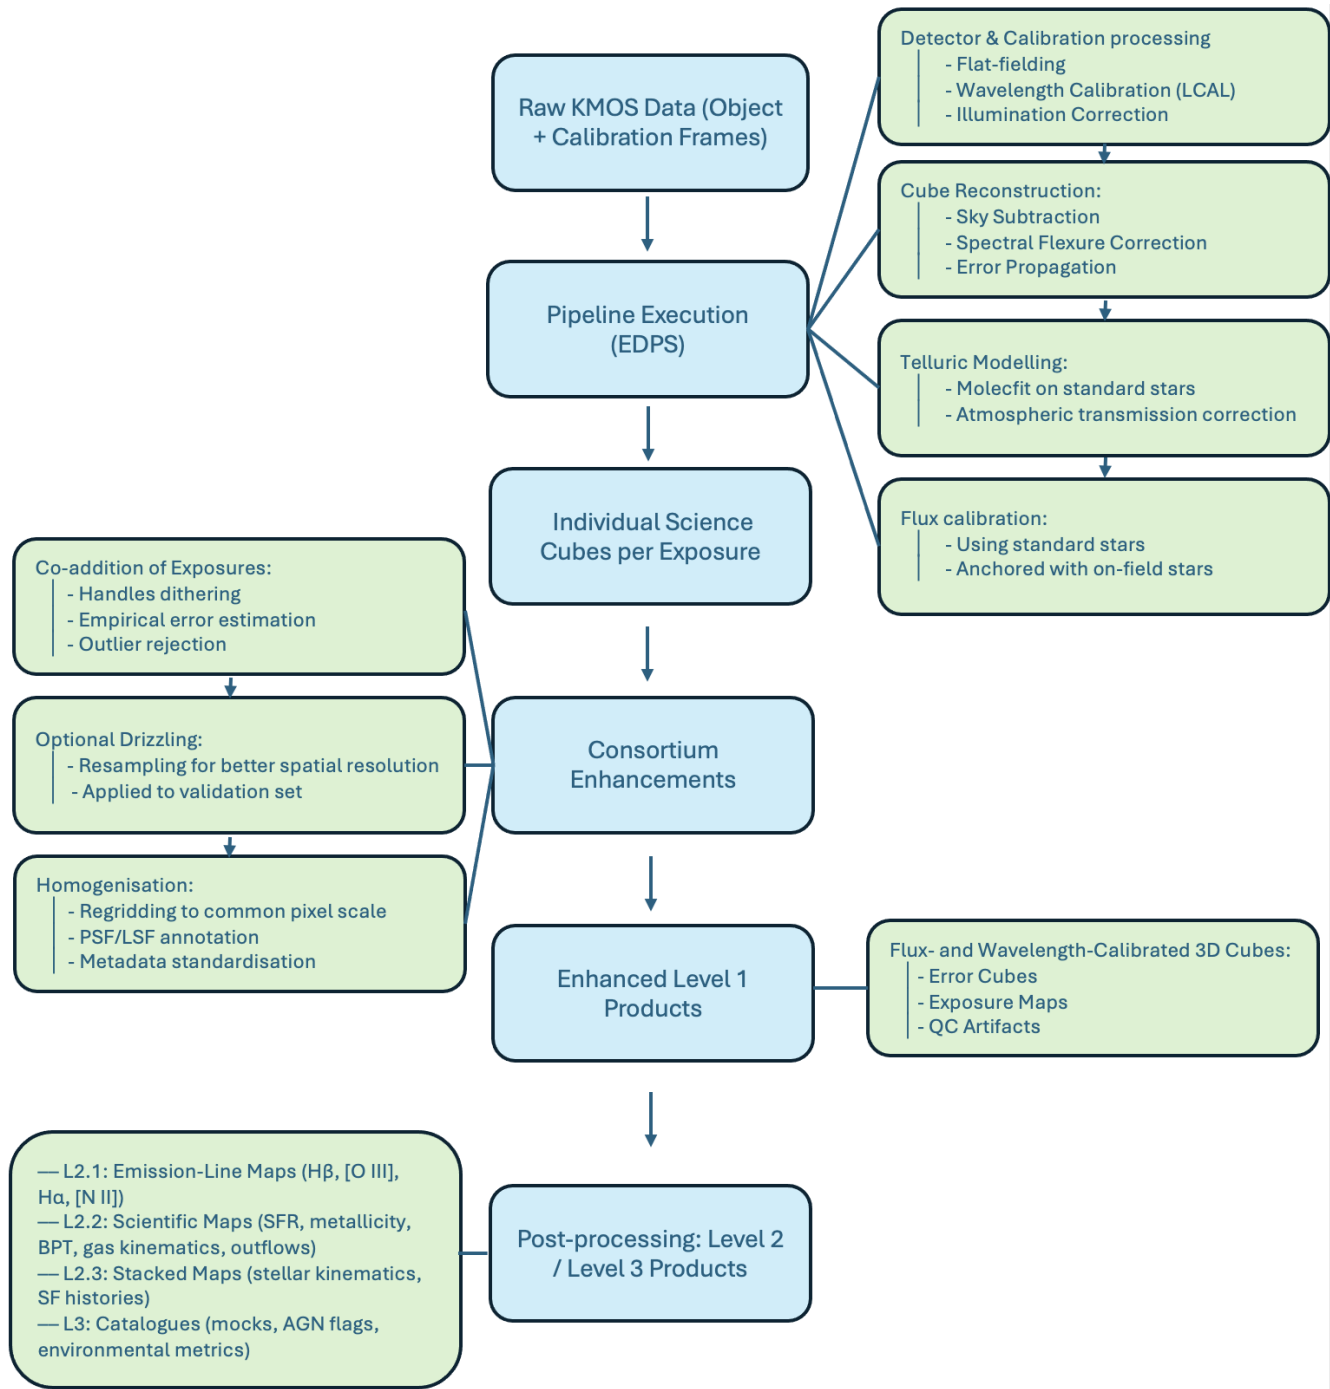 Raw KMOS Data (Object
+ Calibration Frames)
Pipeline Execution
(EDPS)
Detector & Calibration processing
- Flat-fielding
- Wavelength Calibration (LCAL)
- Illumination Correction
Cube Reconstruction:
- Sky Subtraction
- Spectral Flexure Correction
- Error Propagation
Telluric Modelling:
- Molecfit on standard stars
- Atmospheric transmission correction
Flux calibration:
- Using standard stars
- Anchored with on-field stars
Individual Science
Cubes per Exposure
Consortium
Enhancements
Co-addition of Exposures:
- Handles dithering
- Empirical error estimation
- Outlier rejection
Optional Drizzling:
- Resampling for better spatial resolution
- Applied to validation set
Homogenisation:
- Regridding to common pixel scale
- PSF/LSF annotation
- Metadata standardisation
Enhanced Level 1
Products
Flux- and Wavelength-Calibrated 3D Cubes:
- Error Cubes
- Exposure Maps
- QC Artifacts
Post-processing: Level 2
/ Level 3 Products
— L2.1: Emission-Line Maps (Hβ, [O III],
Hα, [N II])
— L2.2: Scientific Maps (SFR, metallicity,
BPT, gas kinematics, outflows)
— L2.3: Stacked Maps (stellar kinematics,
SF histories)
— L3: Catalogues (mocks, AGN flags,
environmental metrics)